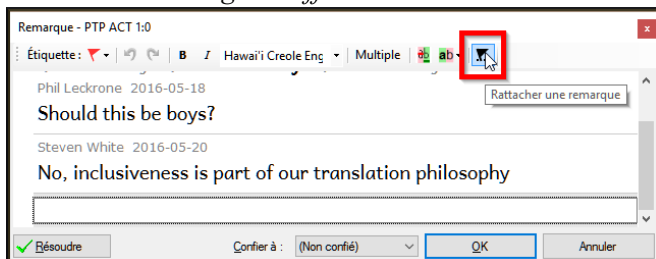 Remarque - PTP ACT 1:0
x
Étiquette : B I Hawai'i Creole Eng Multiple ab ab
Phil Leckrone 2016-05-18
Rattacher une remarque
Should this be boys?
Steven White 2016-05-20
No, inclusiveness is part of our translation philosophy
Résoudre Confier à : (Non confié) OK Annuler